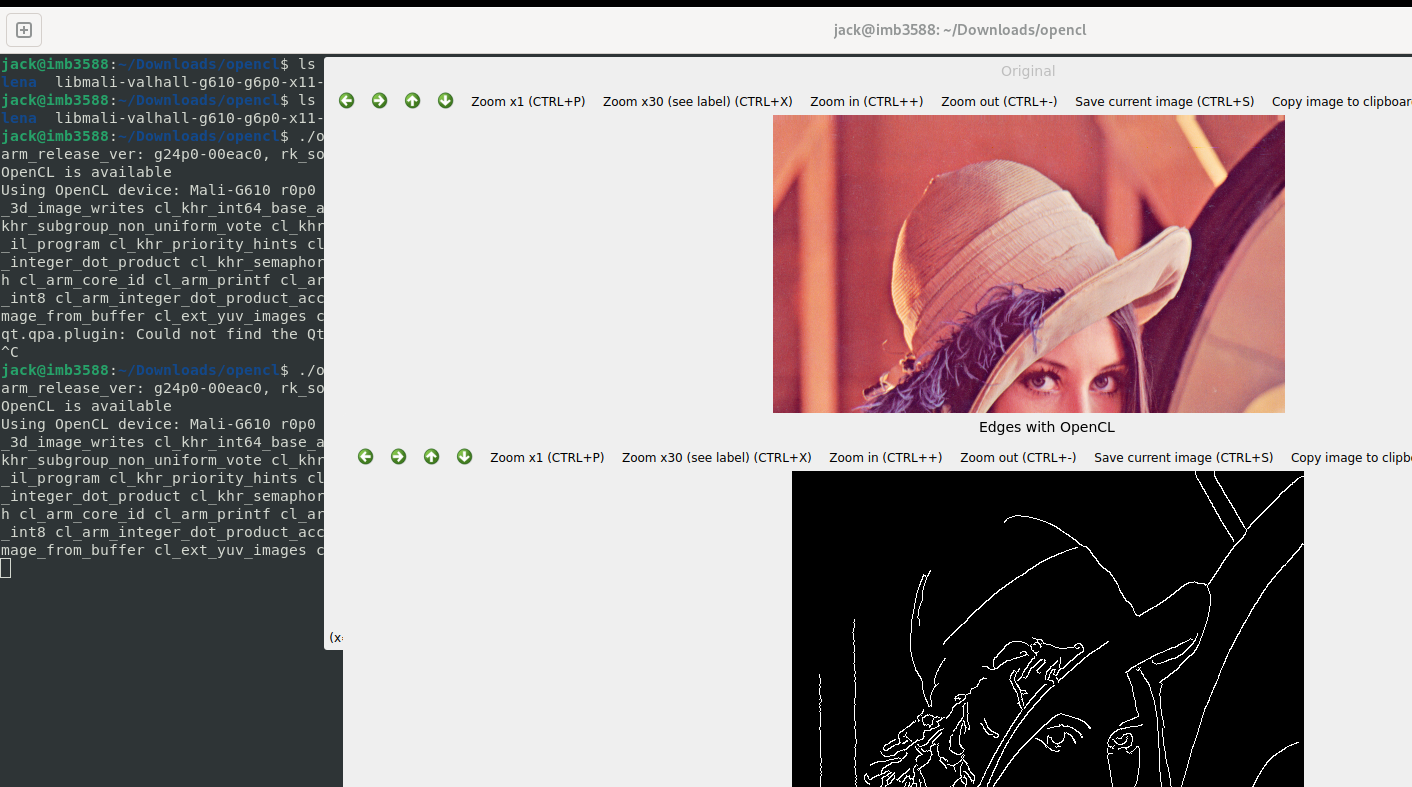 jack@imb3588: ~/Downloads/opencl
jack@imb3588:~/Downloads/opencl$ ls
lena libmali-valhall-g610-g6p0-x11-
jack@imb3588:~/Downloads/opencl$ ls
lena libmali-valhall-g610-g6p0-x11-
jack@imb3588:~/Downloads/opencl$ ./o
arm_release_ver: g24p0-00eac0, rk_so
OpenCL is available
Using OpenCL device: Mali-G610 r0p0
_3d_image_writes cl_khr_int64_base_a
khr_subgroup_non_uniform_vote cl_khr
_il_program cl_khr_priority_hints cl
_integer_dot_product cl_khr_semaphor
h cl_arm_core_id cl_arm_printf cl_ar
_int8 cl_arm_integer_dot_product_acc
mage_from_buffer cl_ext_yuv_images c
qt.qpa.plugin: Could not find the Qt
^C
jack@imb3588:~/Downloads/opencl$ ./o
arm_release_ver: g24p0-00eac0, rk_so
OpenCL is available
Using OpenCL device: Mali-G610 r0p0
_3d_image_writes cl_khr_int64_base_a
khr_subgroup_non_uniform_vote cl_khr
_il_program cl_khr_priority_hints cl
_integer_dot_product cl_khr_semaphor
h cl_arm_core_id cl_arm_printf cl_ar
_int8 cl_arm_integer_dot_product_acc
mage_from_buffer cl_ext_yuv_images c
Original
Zoom x1 (CTRL+P) Zoom x30 (see label) (CTRL+X) Zoom in (CTRL++) Zoom out (CTRL+-) Save current image (CTRL+S) Copy image to clipboar
(x
Edges with OpenCL
Zoom x1 (CTRL+P) Zoom x30 (see label) (CTRL+X) Zoom in (CTRL++) Zoom out (CTRL+-) Save current image (CTRL+S) Copy image to clipb